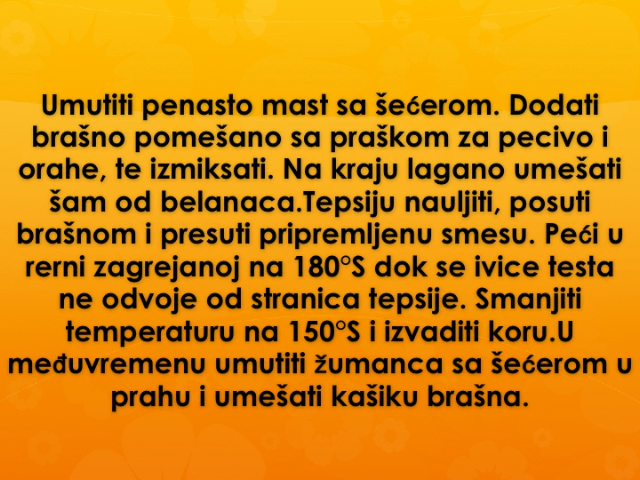 Umutiti penasto mast sa šećerom. Dodati
brašno pomešano sa praškom za pecivo i
orahe, te izmiksati. Na kraju lagano umešati
šam od belanaca.Tepsiju nauljiti, posuti
brašnom i presuti pripremljenu smesu. Peći u
rerni zagrejanoj na 180°S dok se ivice testa
ne odvoje od stranica tepsije. Smanjiti
temperaturu na 150°S i izvaditi koru.U
međuvremenu umutiti žumanca sa šećerom u
prahu i umešati kašiku brašna.